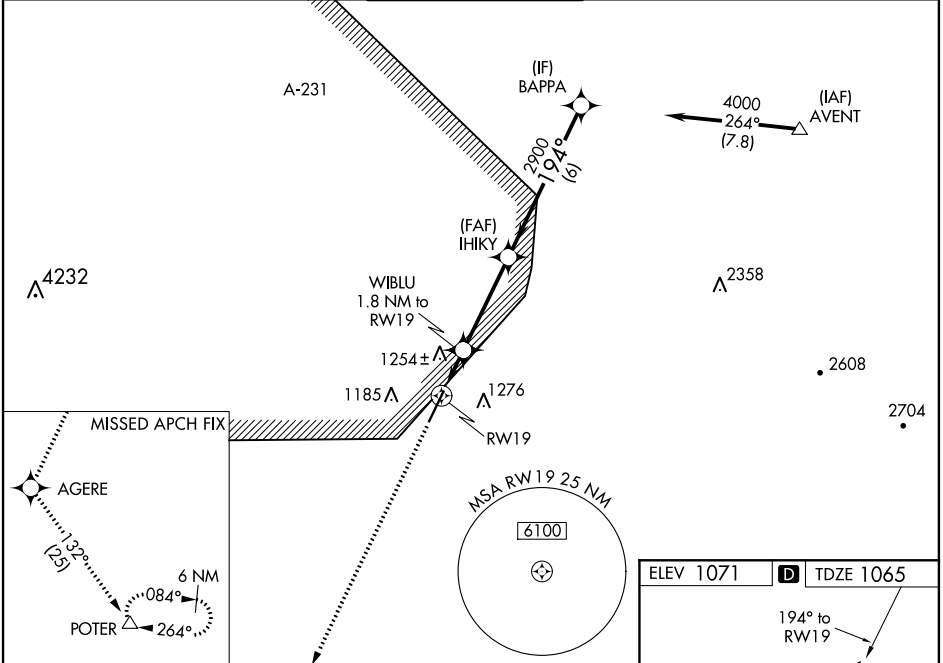 A-231
(IF)
BAPPA
4000
264°
(7.8)
(IAF)
AVENT
2900
194°
(6)
(FAF)
IHIKY
4232
WIBLU
1.8 NM to
RW19
2358
1254±
1185
1276
2608
2704
RW19
MISSED APCH FIX
AGERE
132°
(25)
6 NM
084°
264°
POTER
MSA RW19 25 NM
6100
ELEV 1071 D TDZE 1065
194° to
RW19